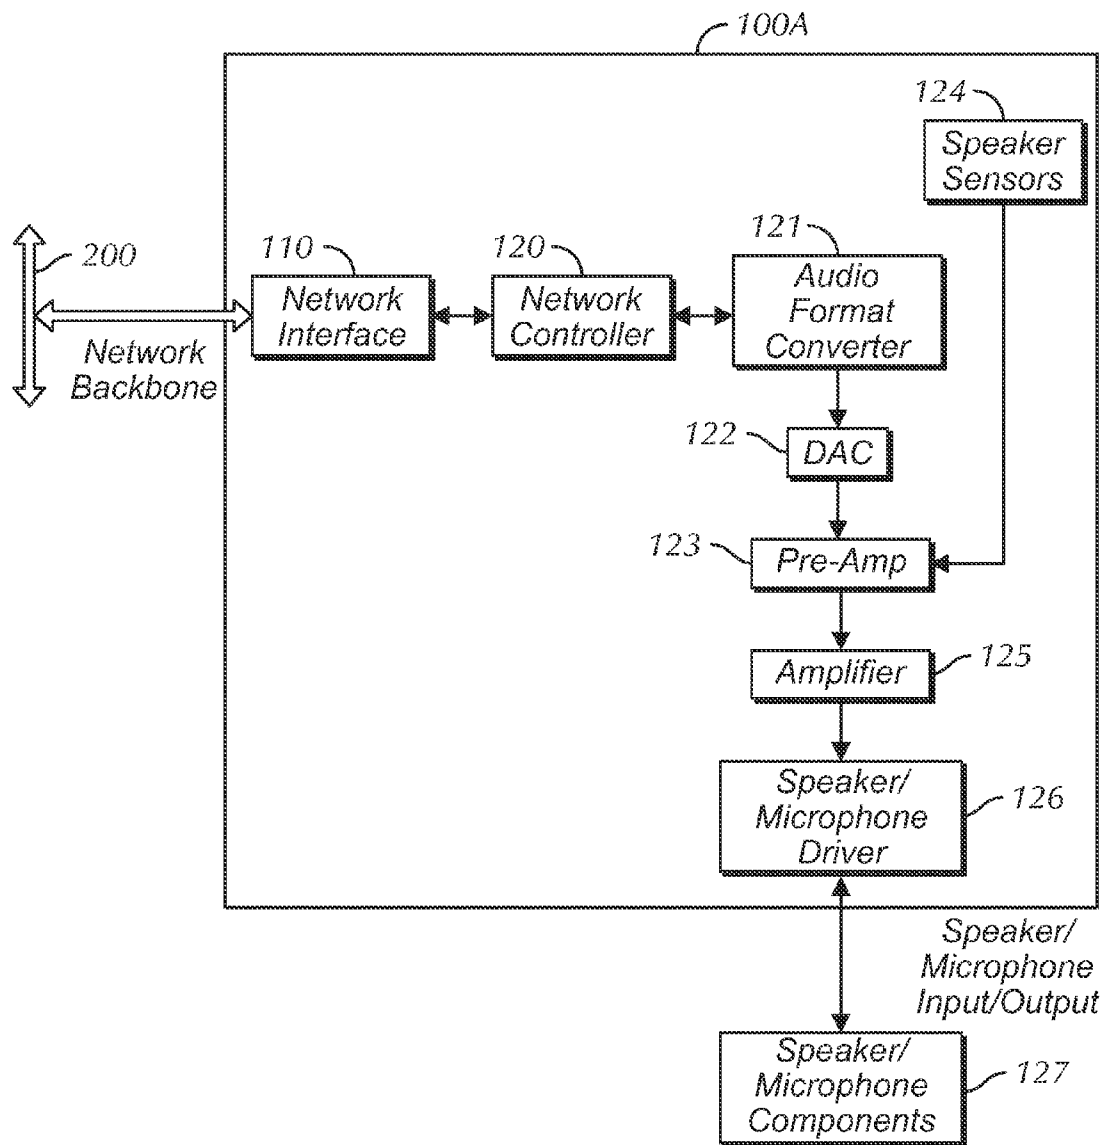 100A
124
Speaker
Sensors
200
110
120
121
Network
Interface
Network
Controller
Audio
Format
Converter
Network
Backbone
122
DAC
123
Pre-Amp
Amplifier
125
Speaker/
Microphone
Driver
126
Speaker/
Microphone
Input/Output
Speaker/
Microphone
Components
127